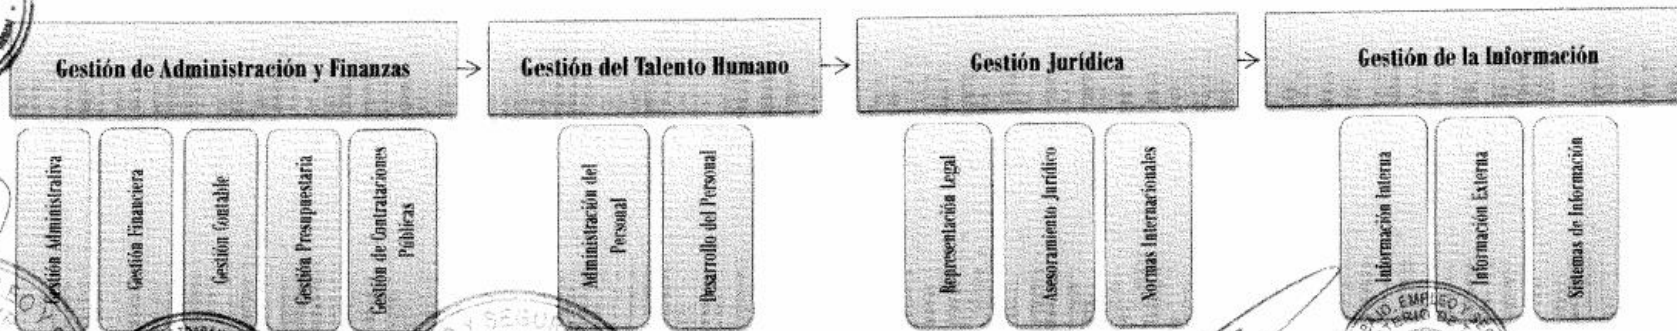 Gestión de Administración y Finanzas
Gestión del Talento Humano
Gestión Jurídica
Gestión de la Información
Gestión Administrativa
Gestión Financiera
Gestión Contable
Gestión Presupuestaria
Gestión de Contrataciones
Públicas
Administración del
Personal
Desarrollo del Personal
Representación Legal
Asesoramiento Jurídico
Normas Internacionales
Información Interna
Información Externa
Sistemas de Información